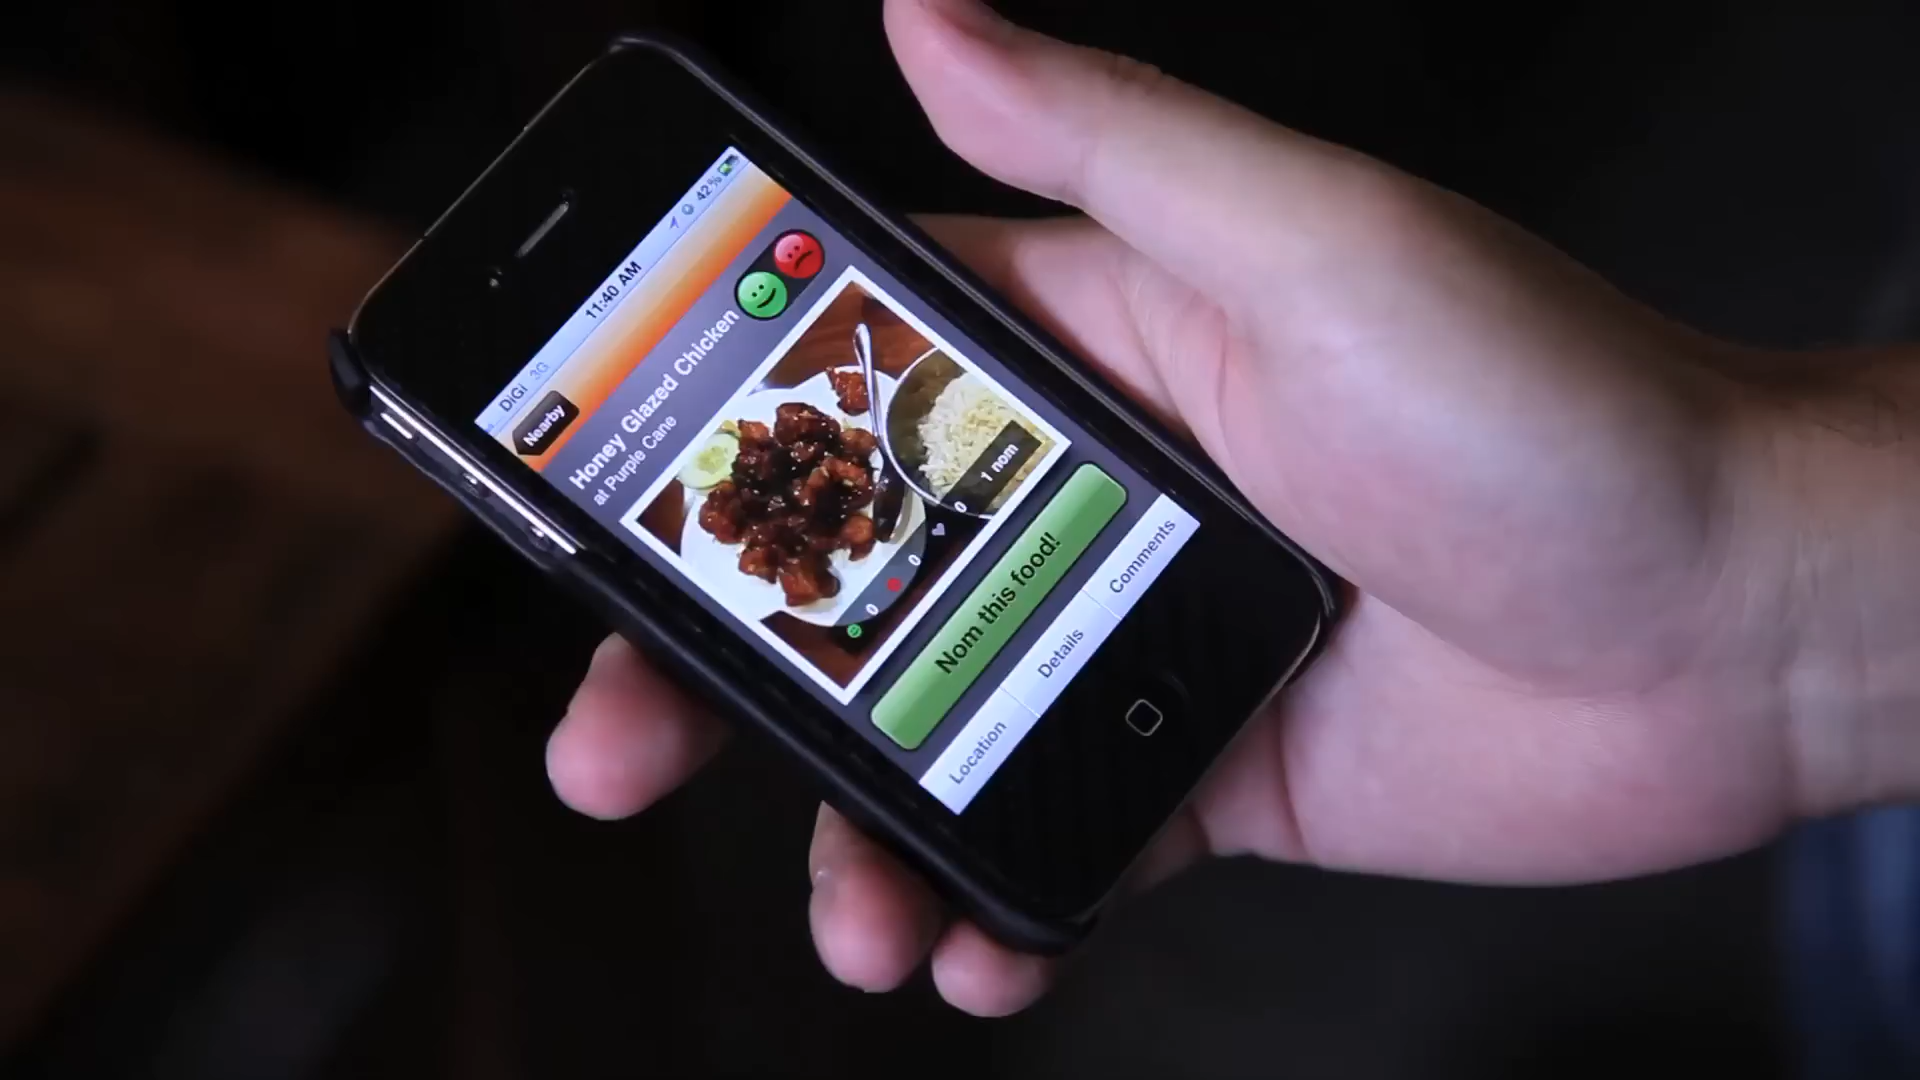 DiGi 3G 11:40 AM 42%
Nearby
Honey Glazed Chicken
at Purple Cane
0 0 0 1 nom
Nom this food!
Location Details Comments